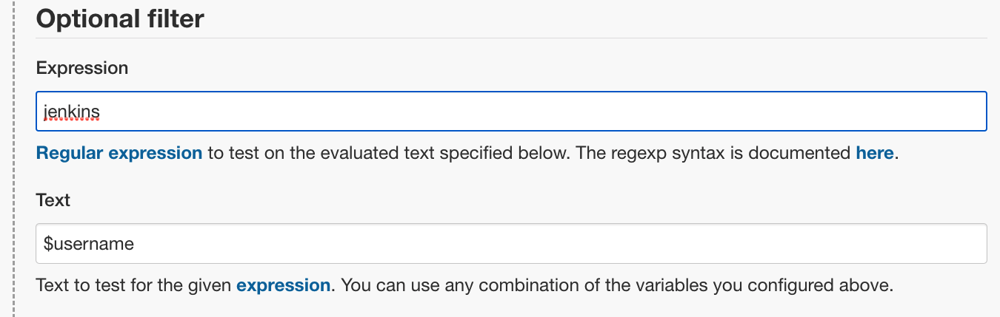 Optional filter
Expression
jenkins
Regular expression to test on the evaluated text specified below. The regexp syntax is documented here.
Text
$username
Text to test for the given expression. You can use any combination of the variables you configured above.